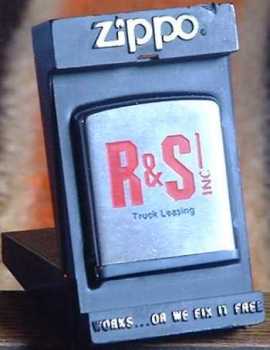 zippo
R&S INC
Truck Leasing
WORKS...OR WE FIX IT FREE